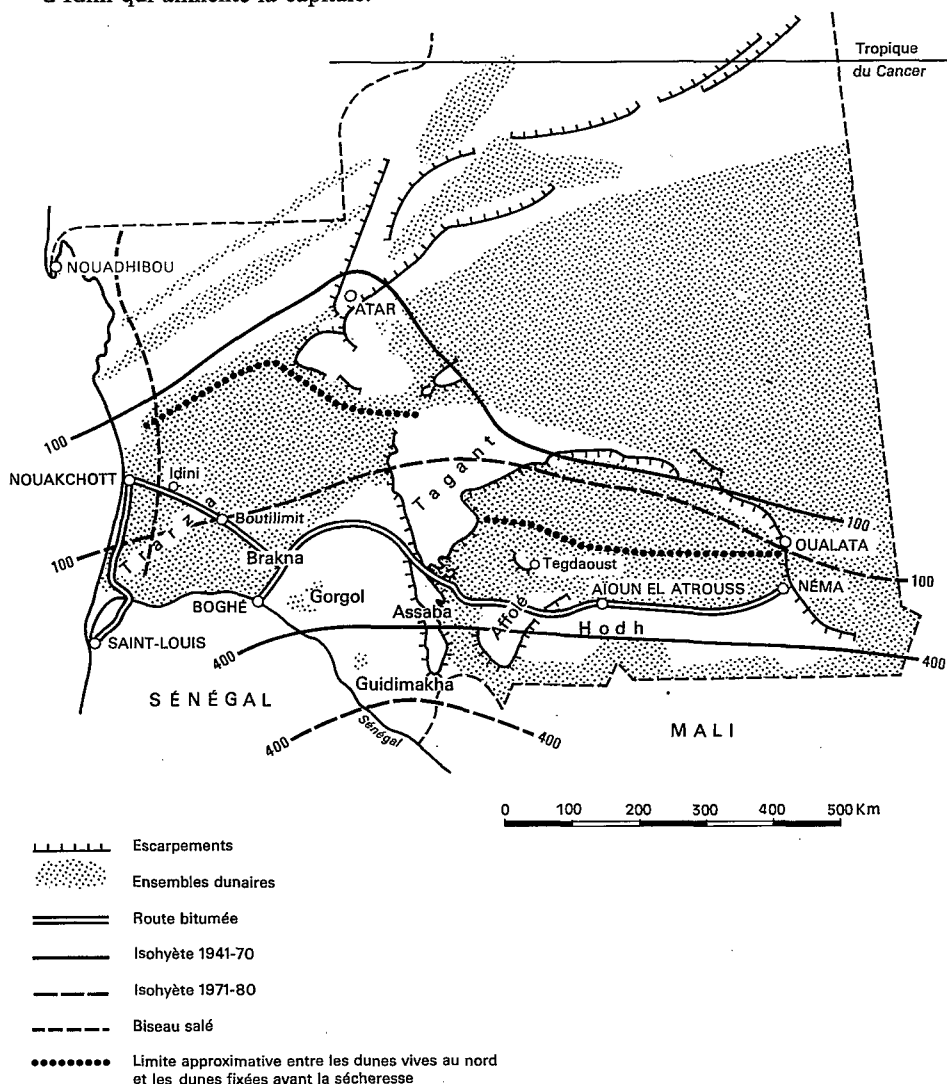 d'Idini qui alimente la capitale.
Tropique
du Cancer
NOUADHIBOU
ATAR
100
NOUAKCHOTT
Idini
Tagant
Trarza
Boutilimit
100
100
OUALATA
Brakna
Tegdaoust
100
BOGHÉ
Gorgol
AÏOUN EL ATROUSS
NÉMA
Assaba
Affolé
Hodh
SAINT-LOUIS
400
400
SÉNÉGAL
Guidimakha
Sénégal
MALI
400
400
0 100 200 300 400 500 Km
Escarpements
Ensembles dunaires
Route bitumée
Isohyète 1941-70
Isohyète 1971-80
Biseau salé
Limite approximative entre les dunes vives au nord
et les dunes fixées avant la sécheresse